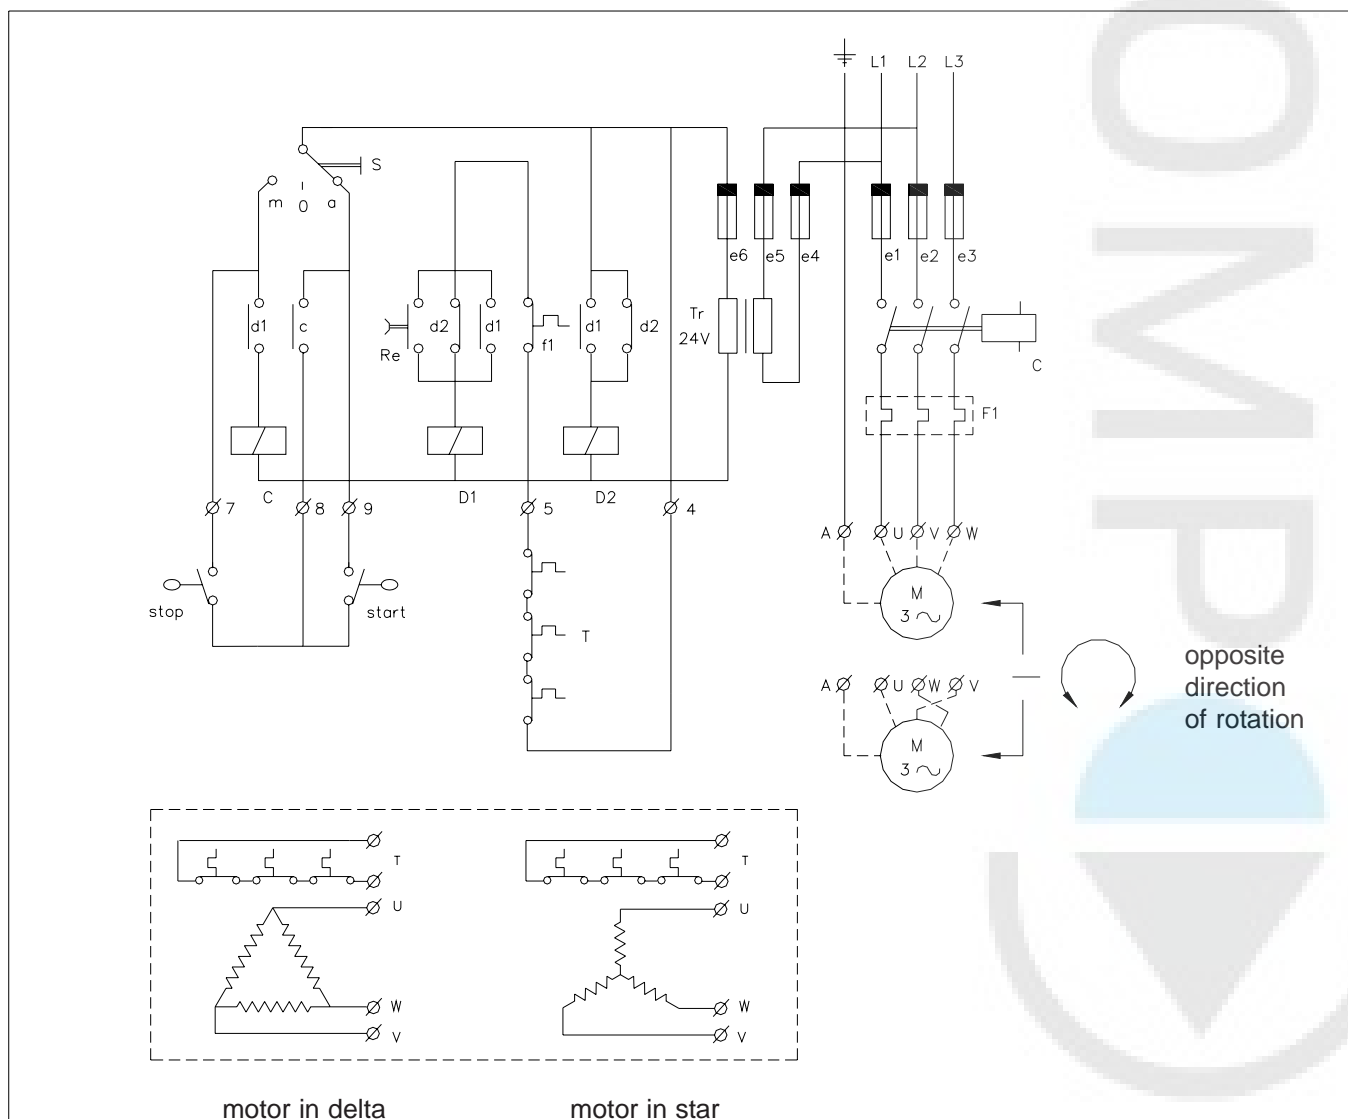 L1 L2 L3
S
m 0 a
e6 e5 e4 e1 e2 e3
d1 c d2 d1 f1 d1 d2
Re
Tr
24V
C
F1
C D1 D2
7 8 9 5 4
A U V W
stop start
M
3
T
opposite
direction
of rotation
A U W V
M
3
T T
U U
W W
V V
motor in delta motor in star
OMP